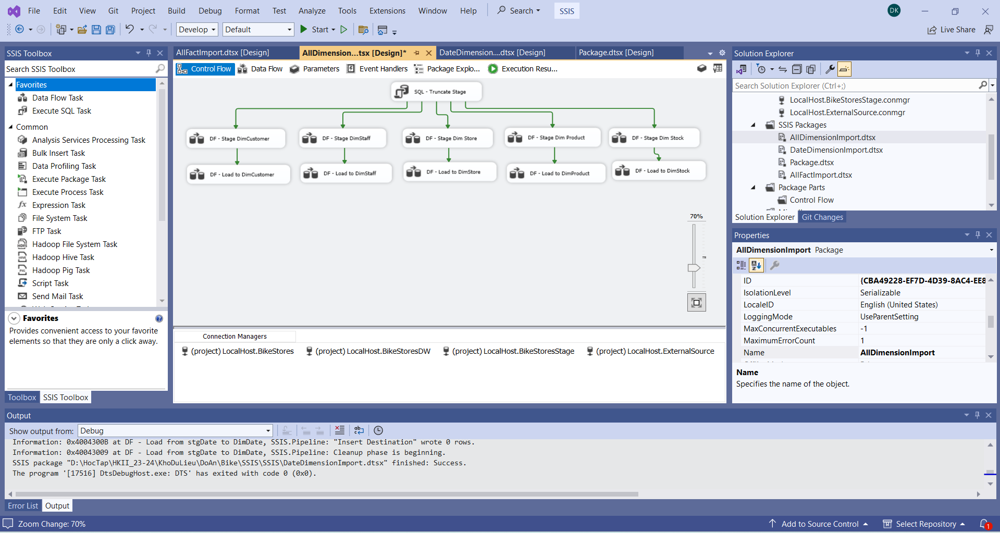 File Edit View Git Project Build Debug Format Test Analyze Tools Extensions Window Help Search SSIS DK
Develop Default Start Live Share
SSIS Toolbox
Search SSIS Toolbox
Favorites
Data Flow Task
Execute SQL Task
Common
Analysis Services Processing Task
Bulk Insert Task
Data Profiling Task
Execute Package Task
Execute Process Task
Expression Task
File System Task
FTP Task
Hadoop File System Task
Hadoop Hive Task
Hadoop Pig Task
Script Task
Send Mail Task
Favorites
Provides convenient access to your favorite
elements so that they are only a click away.
Toolbox SSIS Toolbox
AllFactImport.dtsx [Design] AllDimension...tsx [Design]* DateDimension....dtsx [Design] Package.dtsx [Design]
Control Flow Data Flow Parameters Event Handlers Package Explo... Execution Resu...
SQL - Truncate Stage
DF - Stage DimCustomer DF - Stage DimStaff DF - Stage Dim Store DF - Stage Dim Product DF - Stage Dim Stock
DF - Load to DimCustomer DF - Load to DimStaff DF - Load to DimStore DF - Load to DimProduct DF - Load to DimStock
70%
Connection Managers
(project) LocalHost.BikeStores (project) LocalHost.BikeStoresDW (project) LocalHost.BikeStoresStage (project) LocalHost.ExternalSource
Solution Explorer
Search Solution Explorer (Ctrl+;)
LocalHost.BikeStoresStage.conmgr
LocalHost.ExternalSource.conmgr
SSIS Packages
AllDimensionImport.dtsx
DateDimensionImport.dtsx
Package.dtsx
AllFactImport.dtsx
Package Parts
Control Flow
Solution Explorer Git Changes
Properties
AllDimensionImport Package
ID {CBA49228-EF7D-4D39-8AC4-EE8
IsolationLevel Serializable
LocaleID English (United States)
LoggingMode UseParentSetting
MaxConcurrentExecutables -1
MaximumErrorCount 1
Name AllDimensionImport
Name
Specifies the name of the object.
Output
Show output from: Debug
Information: 0x4004300B at DF - Load from stgDate to DimDate, SSIS.Pipeline: "Insert Destination" wrote 0 rows.
Information: 0x40043009 at DF - Load from stgDate to DimDate, SSIS.Pipeline: Cleanup phase is beginning.
SSIS package "D:\HocTap\HKII_23-24\KhoDuLieu\DoAn\Bike\SSIS\SSIS\DateDimensionImport.dtsx" finished: Success.
The program '[17516] DtsDebugHost.exe: DTS' has exited with code 0 (0x0).
Error List Output
Zoom Change: 70% Add to Source Control Select Repository 1